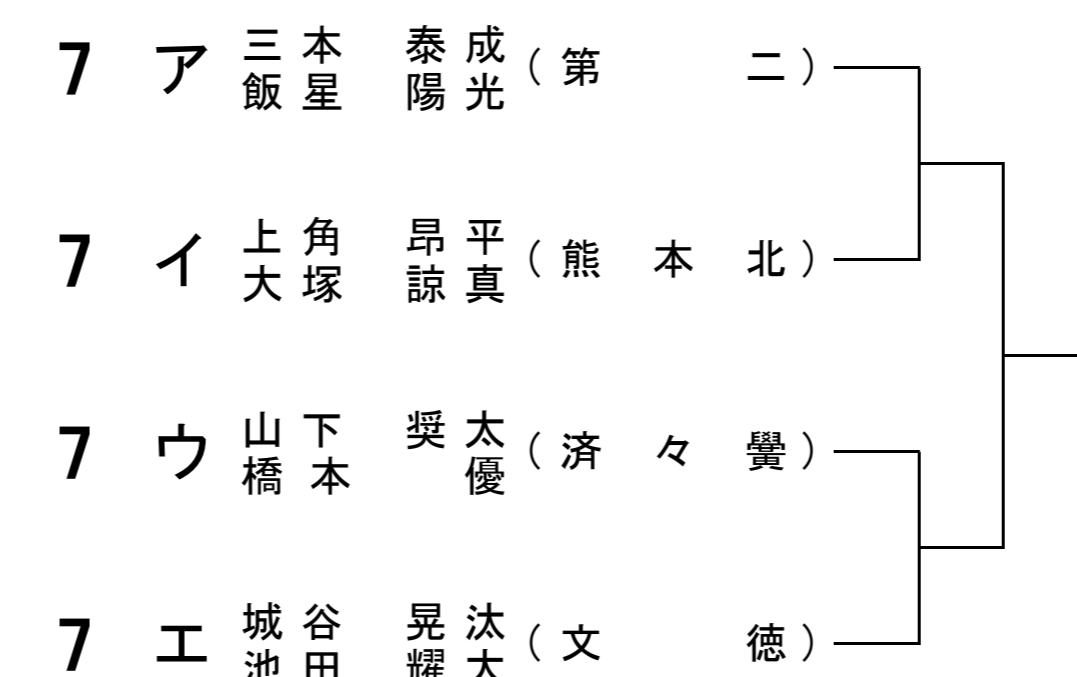 7 ア 三本 泰成 (第二)
飯星 陽光
7 イ 上角 昂平 (熊本北)
大塚 諒真
7 ウ 山下 奨太 (済々黌)
橋本 優
7 エ 城谷 晃汰 (文徳)
池田 耀大